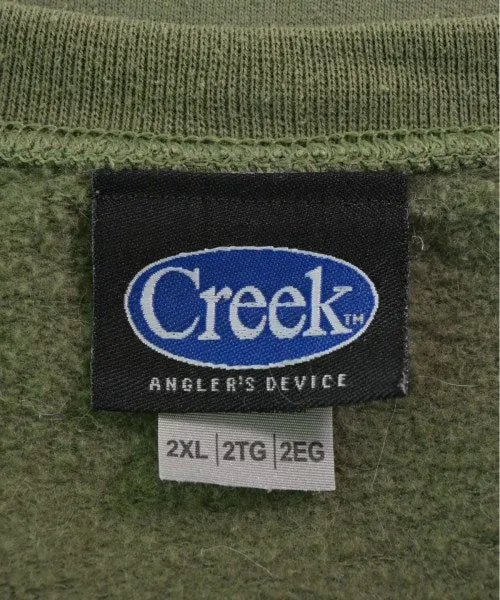 Creek™
ANGLER'S DEVICE
2XL | 2TG | 2EG